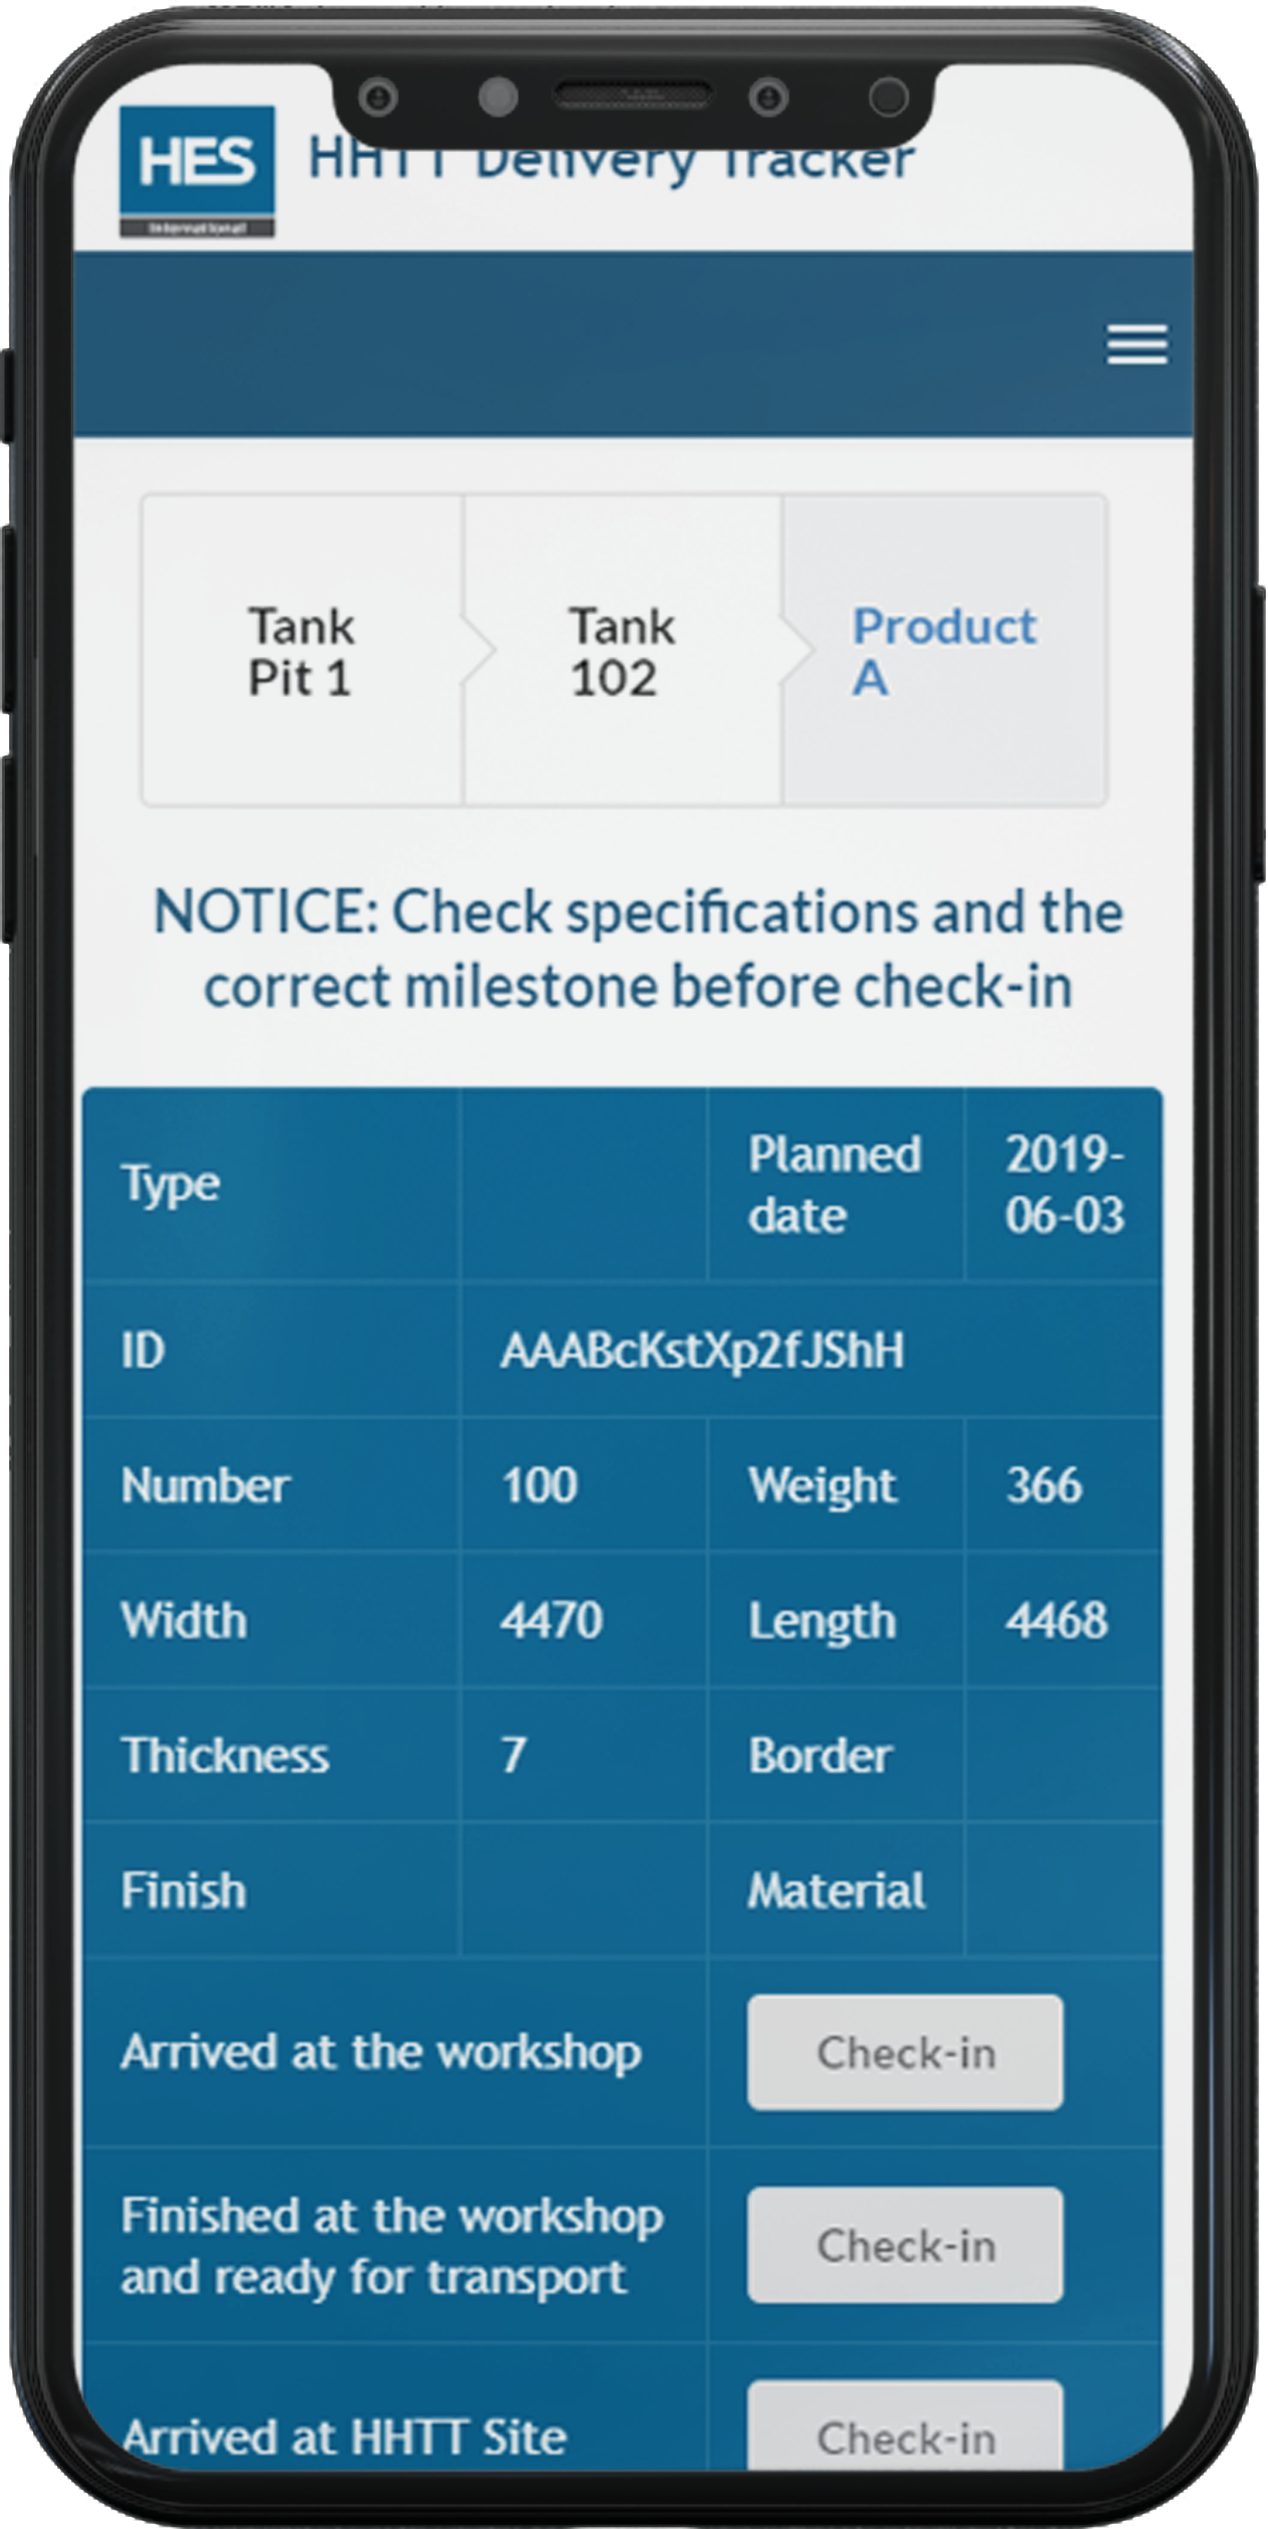 HES
International
HHTT Delivery Tracker
Tank
Pit 1
Tank
102
Product
A
NOTICE: Check specifications and the
correct milestone before check-in
Type
Planned
date
2019-
06-03
ID
AAABcKstXp2fJShH
Number 100 Weight 366
Width 4470 Length 4468
Thickness 7 Border
Finish Material
Arrived at the workshop Check-in
Finished at the workshop
and ready for transport
Check-in
Arrived at HHTT Site Check-in